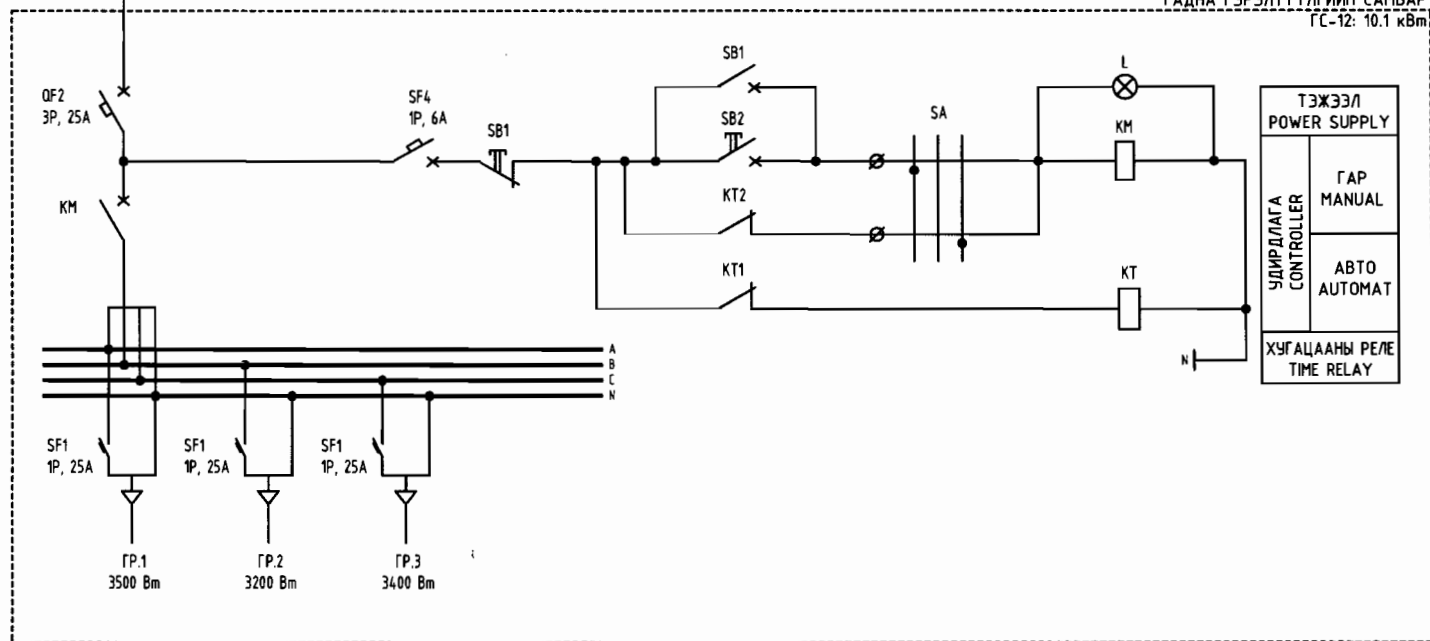 ГС-12: 10.1 кВт
QF2
3P, 25A
SF4
1P, 6A
SB1
SB1
SB2
KT2
KT1
SA
L
KM
KT
KM
ТЭЖЭЭЛ
POWER SUPPLY
УДИРДЛАГА
CONTROLLER
ГАР
MANUAL
АВТО
AUTOMAT
ХУГАЦААНЫ РЕЛЕ
TIME RELAY
N
A
B
C
N
SF1
1P, 25A
SF1
1P, 25A
SF1
1P, 25A
ГР.1
3500 Вт
ГР.2
3200 Вт
ГР.3
3400 Вт